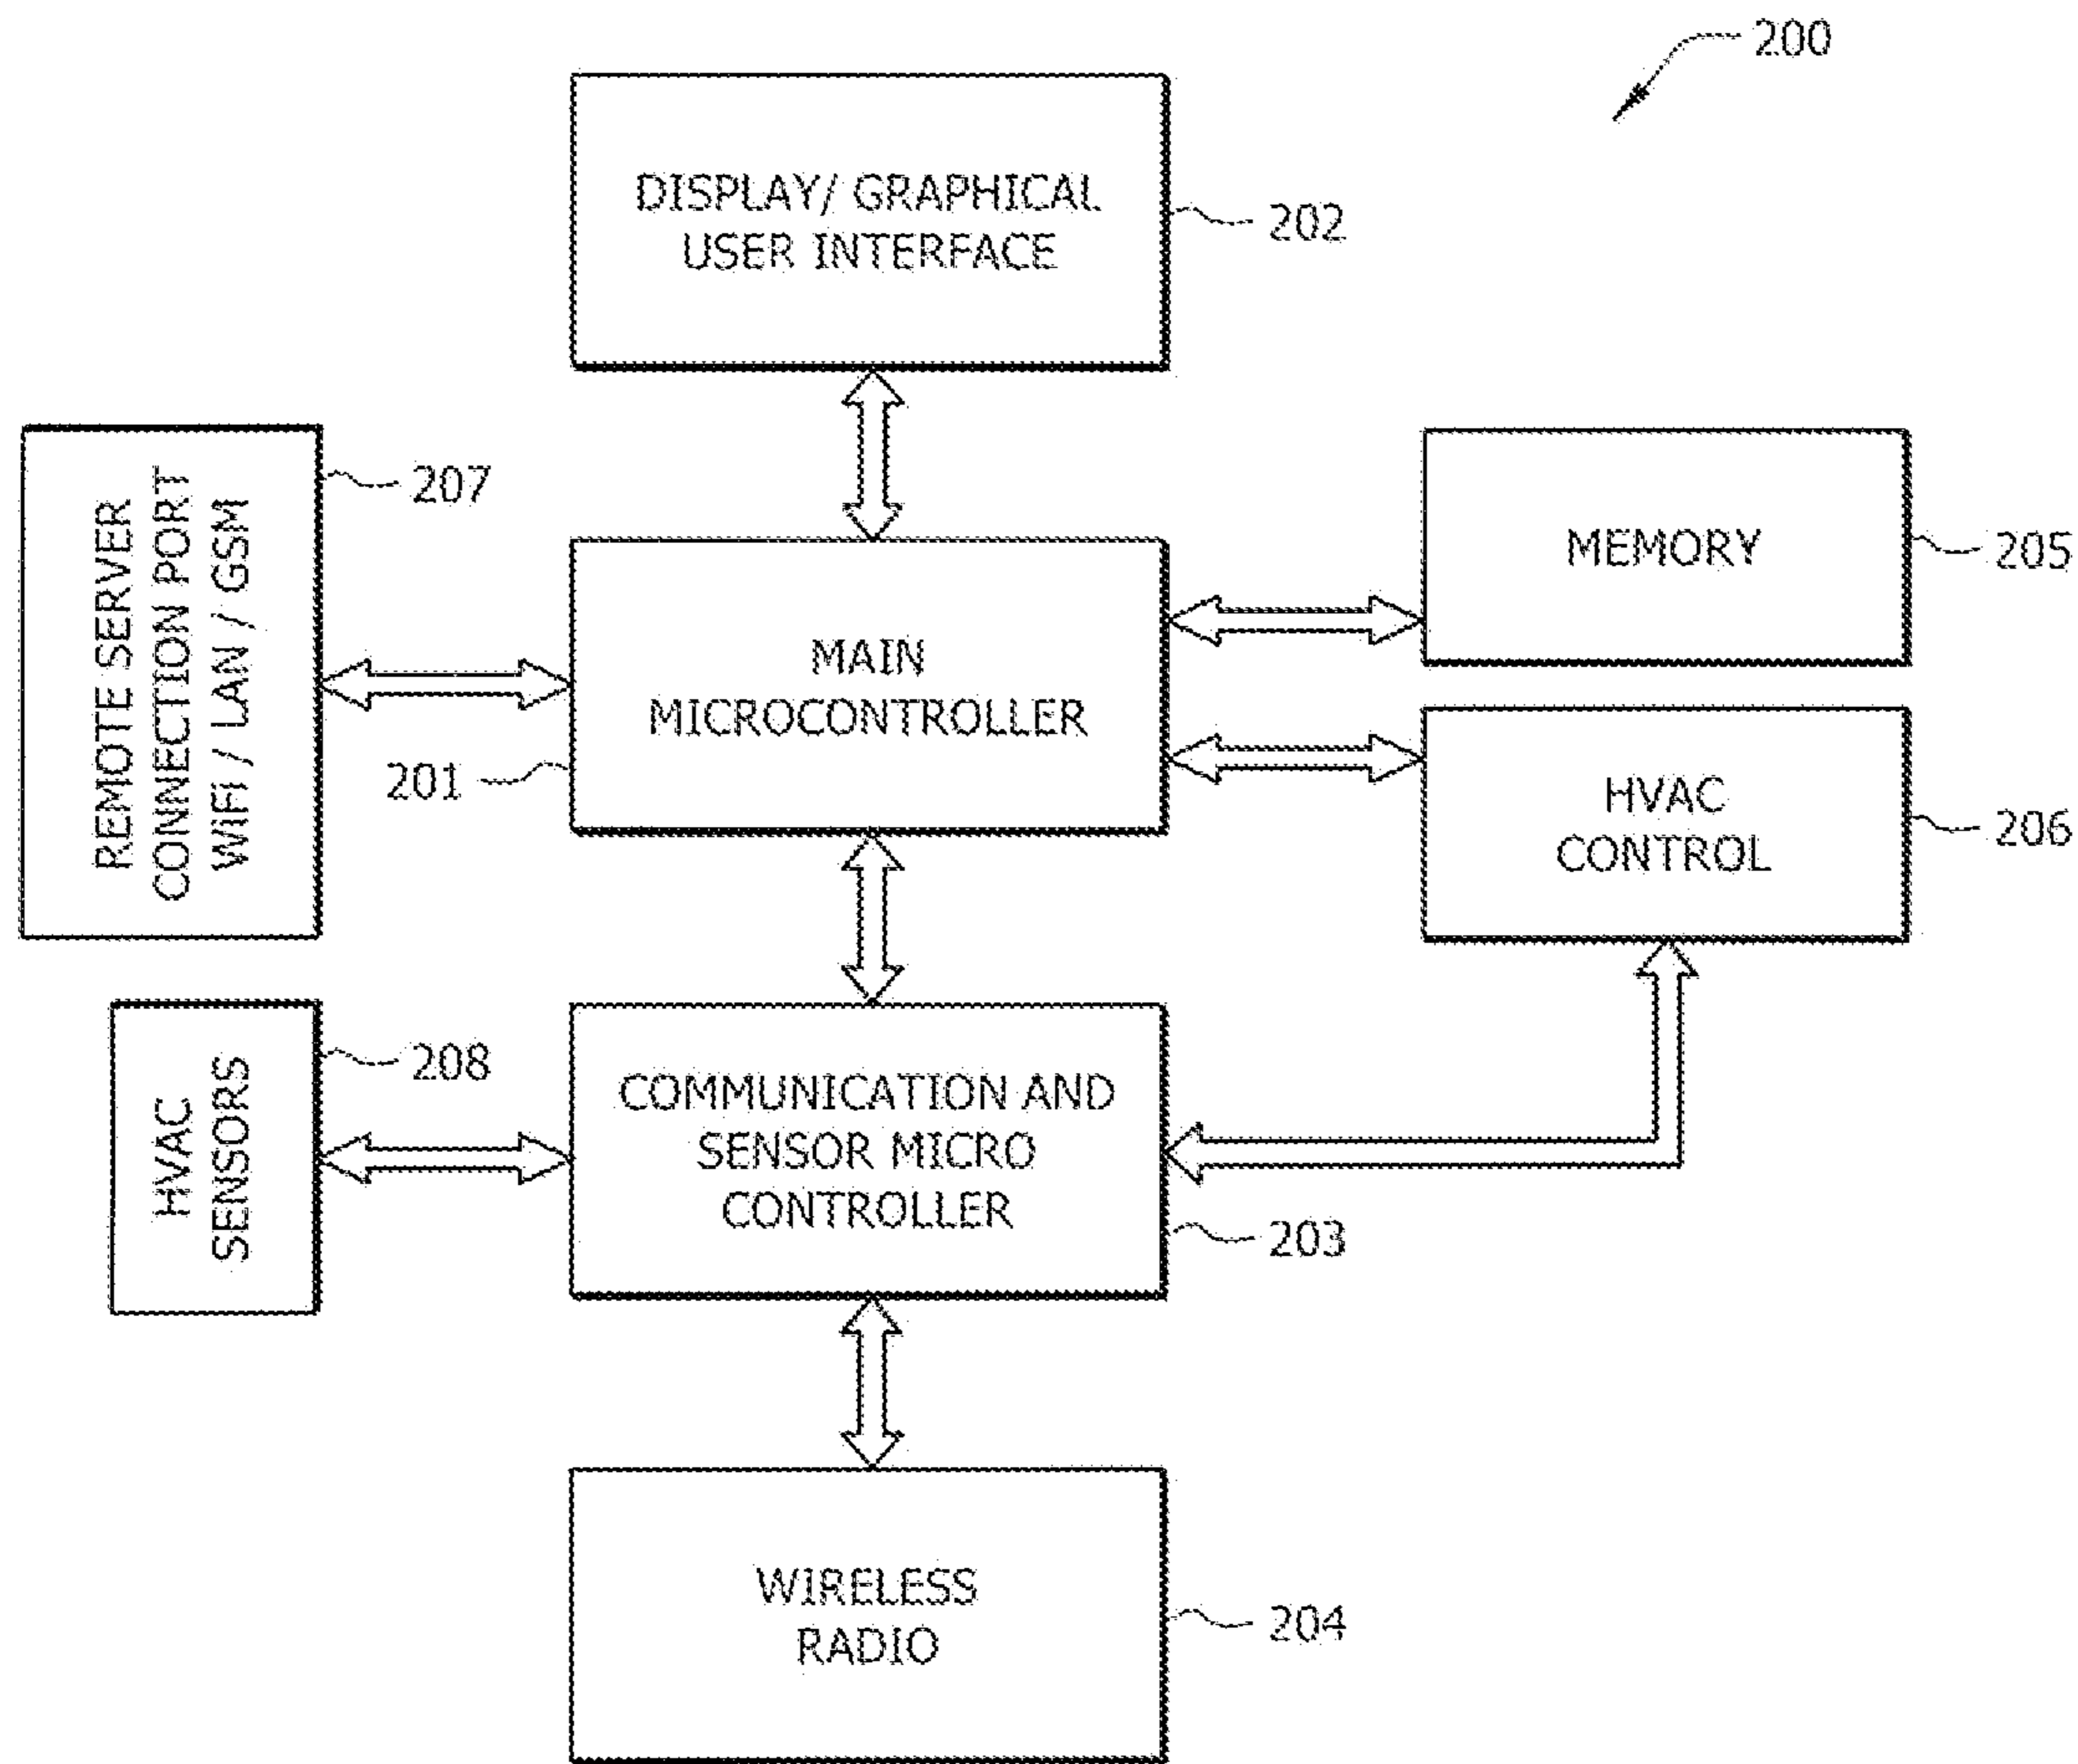 200
DISPLAY/ GRAPHICAL
USER INTERFACE
202
REMOTE SERVER
CONNECTION PORT
WiFi / LAN / GSM
207
MAIN
MICROCONTROLLER
201
MEMORY
205
HVAC
CONTROL
206
HVAC
SENSORS
208
COMMUNICATION AND
SENSOR MICRO
CONTROLLER
203
WIRELESS
RADIO
204